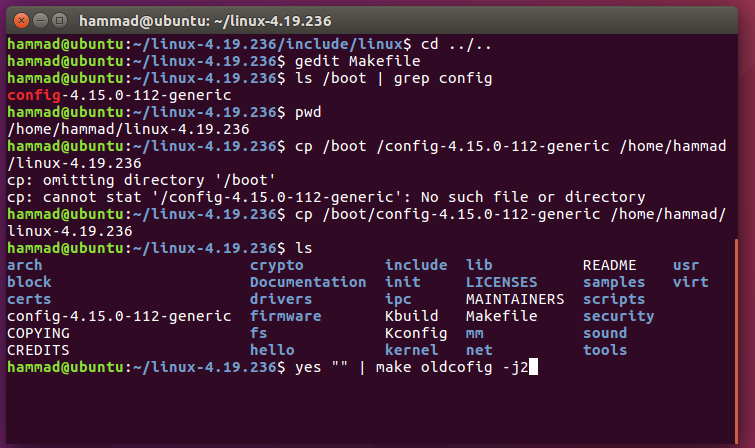 hammad@ubuntu: ~/linux-4.19.236
hammad@ubuntu:~/linux-4.19.236/include/linux$ cd ../..
hammad@ubuntu:~/linux-4.19.236$ gedit Makefile
hammad@ubuntu:~/linux-4.19.236$ ls /boot | grep config
config-4.15.0-112-generic
hammad@ubuntu:~/linux-4.19.236$ pwd
/home/hammad/linux-4.19.236
hammad@ubuntu:~/linux-4.19.236$ cp /boot /config-4.15.0-112-generic /home/hammad
/linux-4.19.236
cp: omitting directory '/boot'
cp: cannot stat '/config-4.15.0-112-generic': No such file or directory
hammad@ubuntu:~/linux-4.19.236$ cp /boot/config-4.15.0-112-generic /home/hammad/
linux-4.19.236
hammad@ubuntu:~/linux-4.19.236$ ls
arch crypto include lib README usr
block Documentation init LICENSES samples virt
certs drivers ipc MAINTAINERS scripts
config-4.15.0-112-generic firmware Kbuild Makefile security
COPYING fs Kconfig mm sound
CREDITS hello kernel net tools
hammad@ubuntu:~/linux-4.19.236$ yes "" | make oldcofig -j2